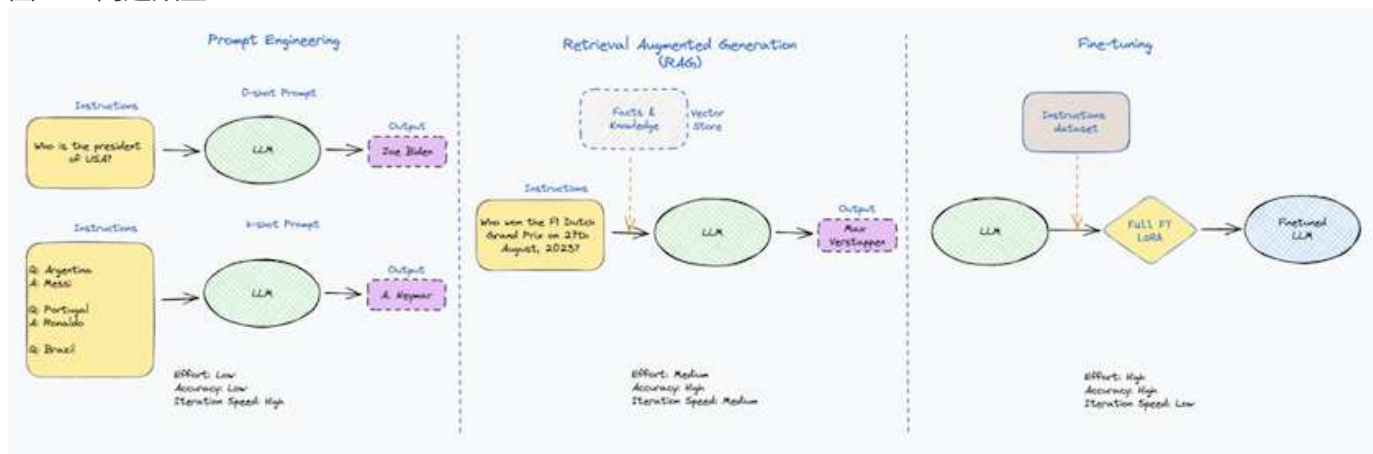 Prompt Engineering
0-shot Prompt
Instructions
Who is the president
of USA?
LLM
Output
Joe Biden
k-shot Prompt
Instructions
Q: Argentina
A: Messi
Q: Portugal
A: Ronaldo
Q: Brazil
LLM
Output
A. Neymar
Effort: Low
Accuracy: Low
Iteration Speed: High
Retrieval Augmented Generation
(RAG)
Facts &
Knowledge
Vector
Store
Instructions
Who won the F1 Dutch
Grand Prix on 27th
August, 2023?
LLM
Output
Max
Verstappen
Effort: Medium
Accuracy: High
Iteration Speed: Medium
Fine-tuning
Instructions
dataset
LLM
Full FT
LoRA
Finetuned
LLM
Effort: High
Accuracy: High
Iteration Speed: Low